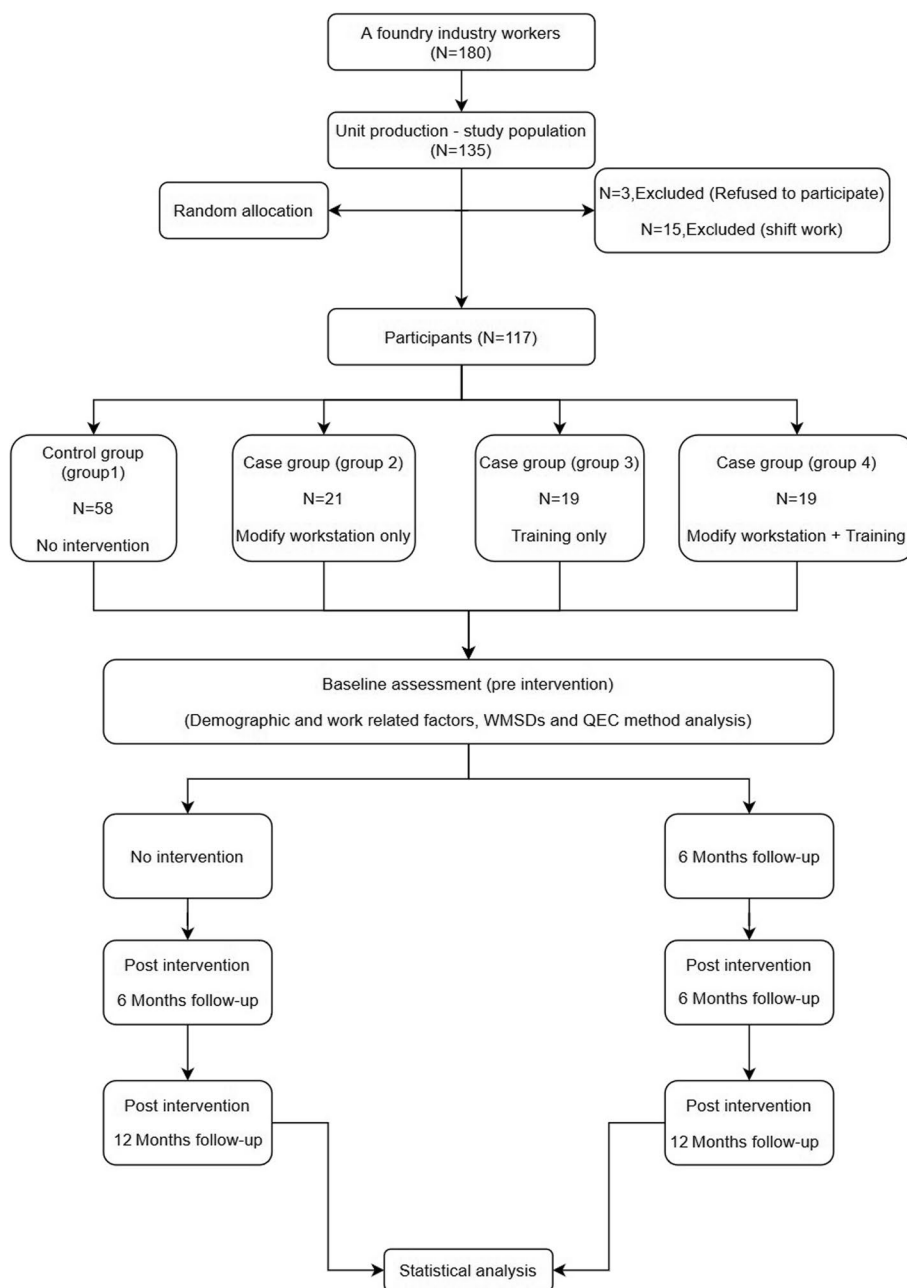 A foundry industry workers
(N=180)
Unit production - study population
(N=135)
Random allocation
N=3,Excluded (Refused to participate)
N=15,Excluded (shift work)
Participants (N=117)
Control group
(group1)
N=58
No intervention
Case group (group 2)
N=21
Modify workstation only
Case group (group 3)
N=19
Training only
Case group (group 4)
N=19
Modify workstation + Training
Baseline assessment (pre intervention)
(Demographic and work related factors, WMSDs and QEC method analysis)
No intervention
6 Months follow-up
Post intervention
6 Months follow-up
Post intervention
6 Months follow-up
Post intervention
12 Months follow-up
Post intervention
12 Months follow-up
Statistical analysis